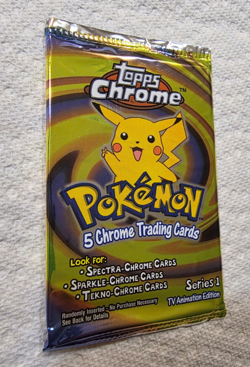 Topps
Chrome™
POKéMON
5 Chrome Trading Cards
Look For:
• Spectra-Chrome Cards
• Sparkle-Chrome Cards
• Tekno-Chrome Cards
Randomly Inserted - No Purchase Necessary
See Back for Details
Series 1
TV Animation Edition